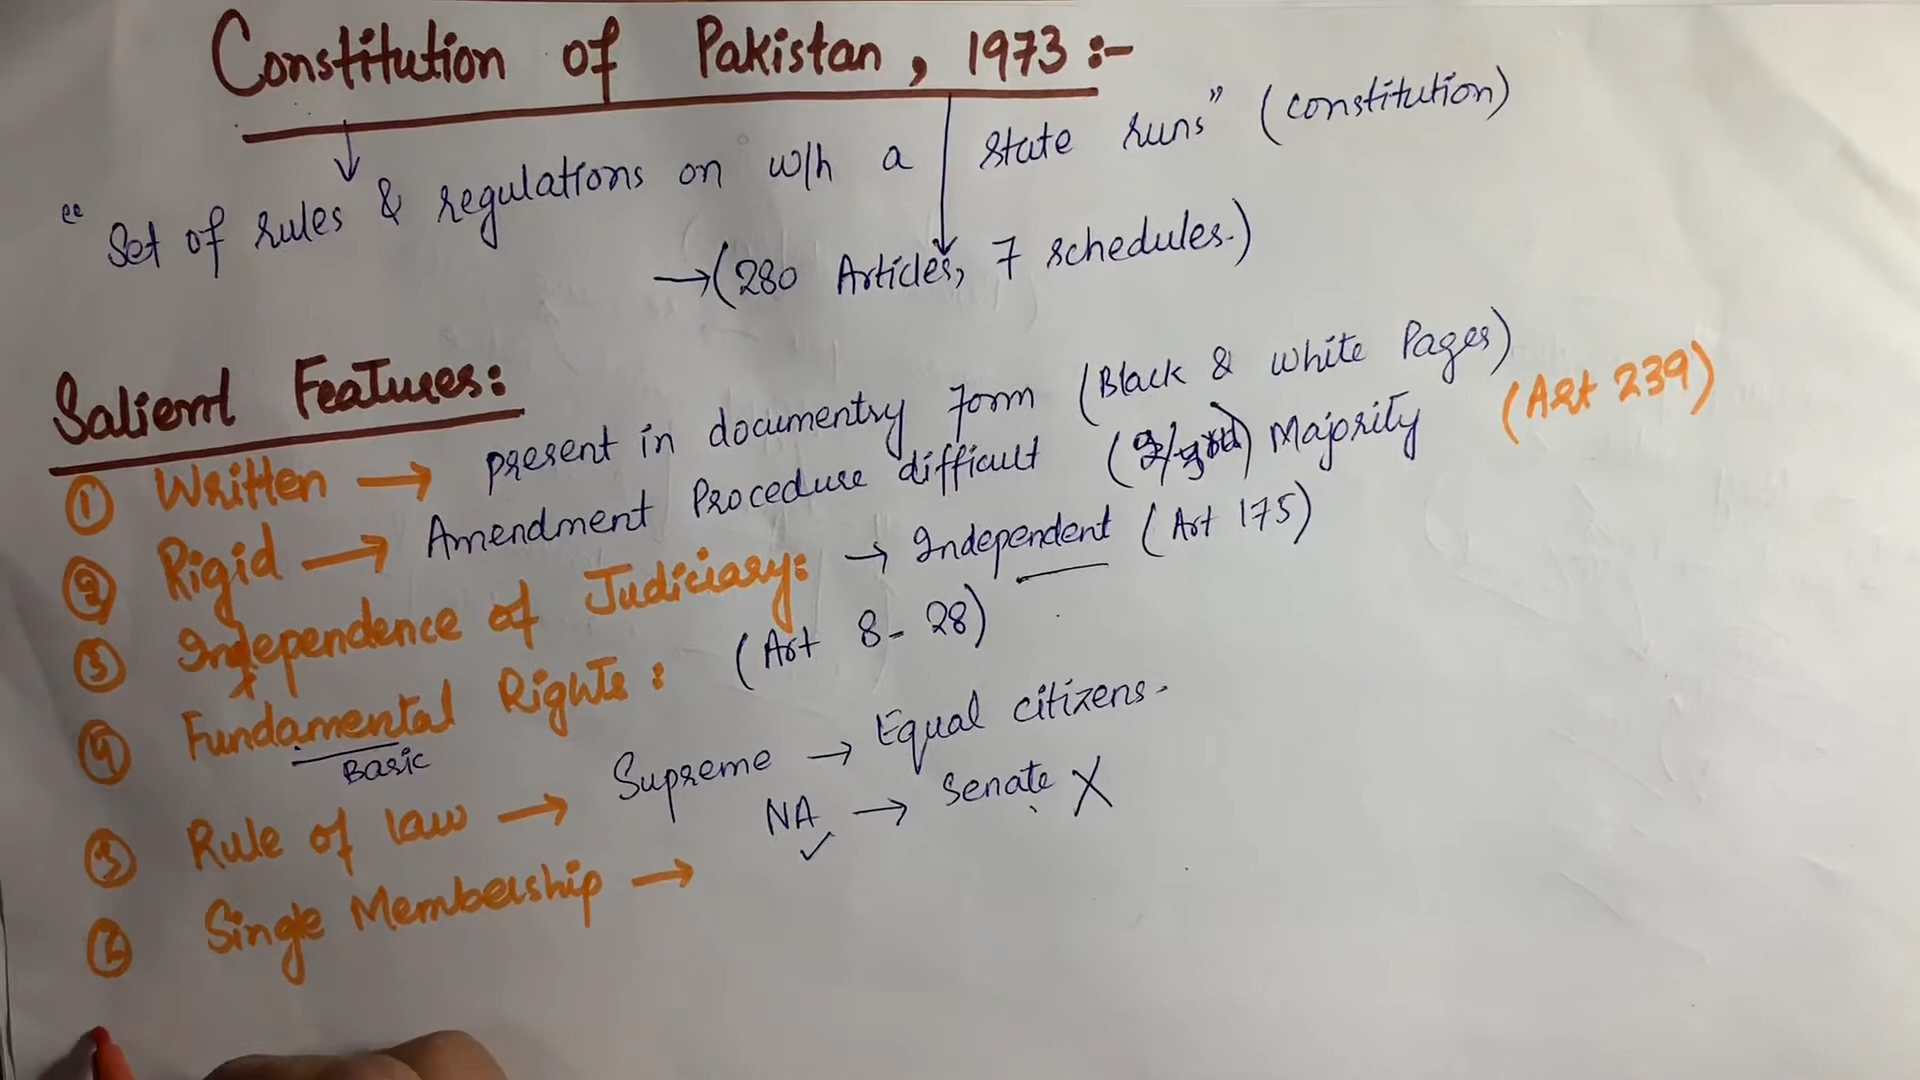 Constitution of Pakistan, 1973:-
"Set of rules & regulations on w/h a state runs" (constitution)
→(280 Articles, 7 schedules.)
Salient Features:
① Written → present in documentry form (Black & white Pages)
② Rigid → Amendment Procedure difficult (2/3rd) Majority (Art 239)
③ Independence of Judiciary: → Independent (Art 175)
④ Fundamental Rights: (Art 8-28)
Basic
Rule of law → Supreme → Equal citizens.
Single Membership → NA ✓ → Senate X